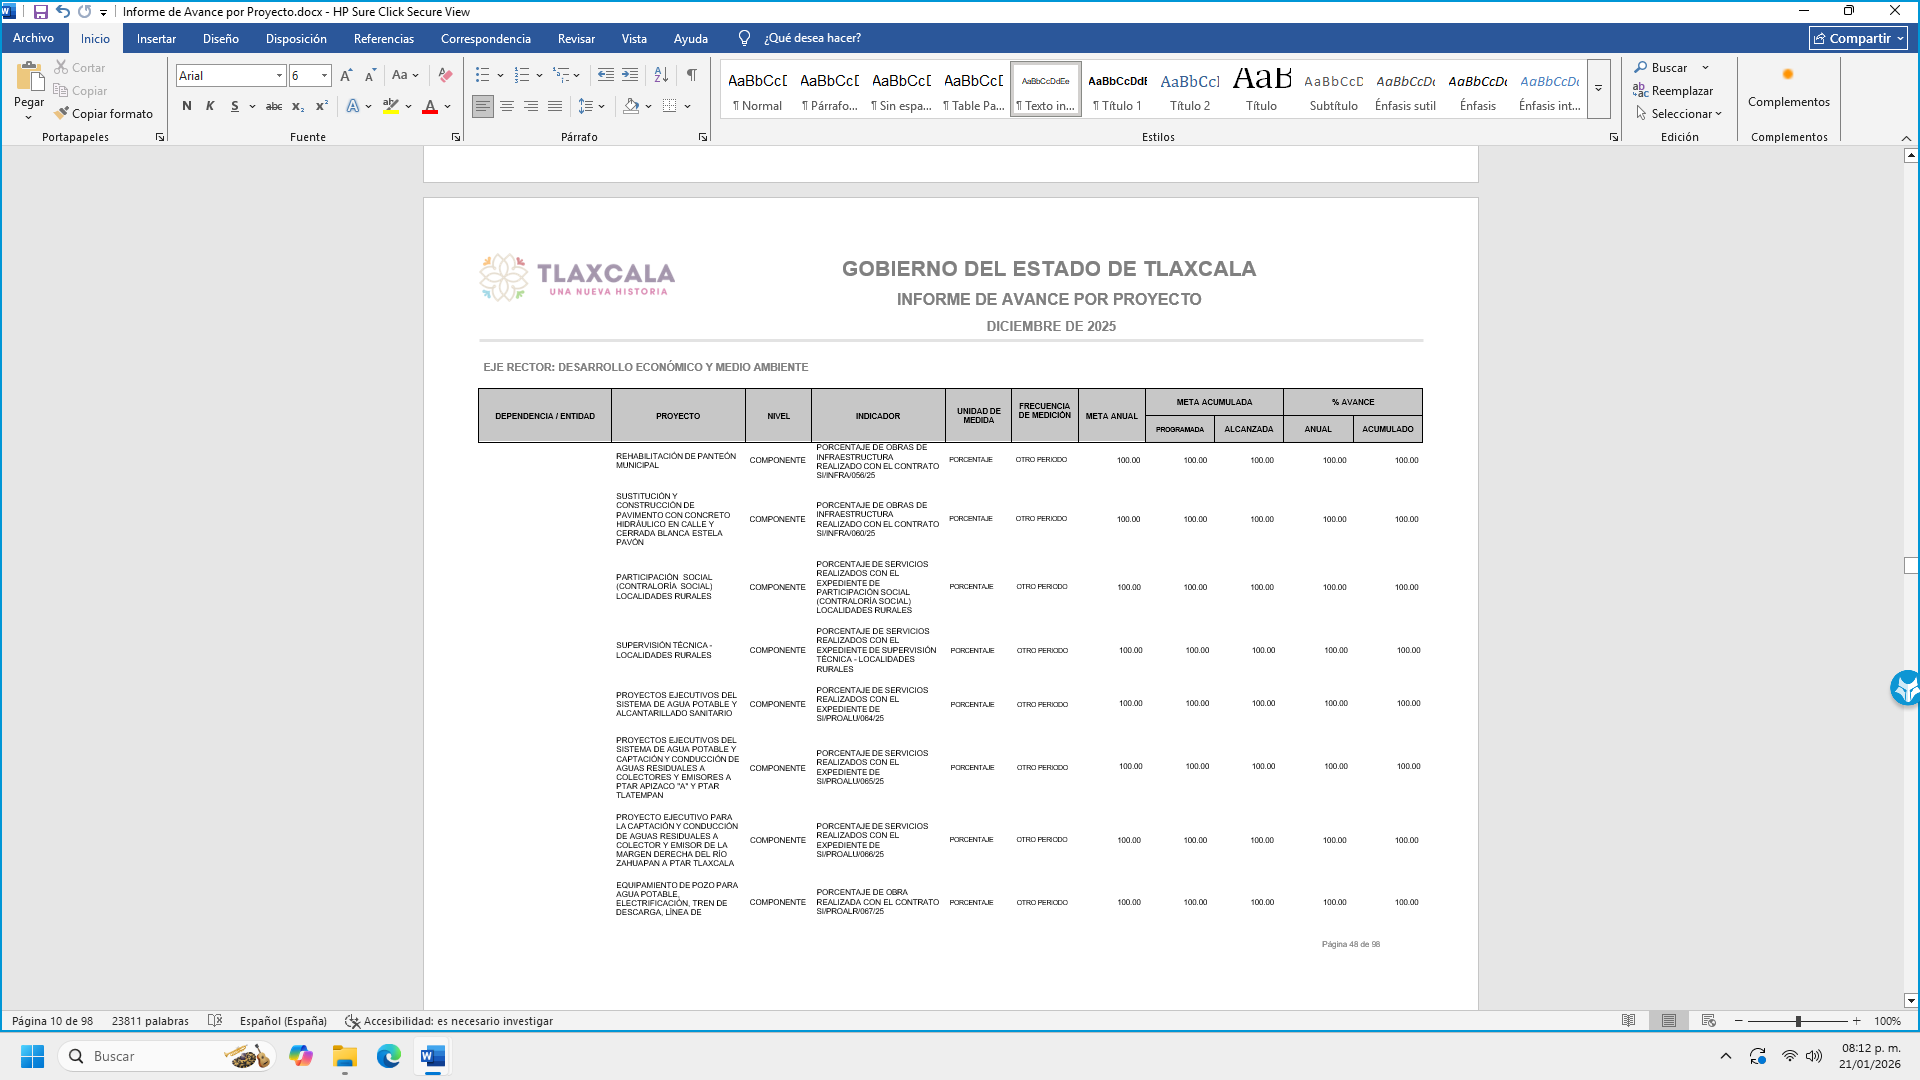 Informe de Avance por Proyecto.docx - HP Sure Click Secure View
Archivo
Inicio
Insertar
Diseño
Disposición
Referencias
Correspondencia
Revisar
Vista
Ayuda
¿Qué desea hacer?
Compartir
Pegar
Cortar
Copiar
Copiar formato
Portapapeles
Arial
6
Fuente
Párrafo
AaBbCcD ¶ Normal
AaBbCcD ¶ Párrafo...
AaBbCcD ¶ Sin espa...
AaBbCcD ¶ Table Pa...
AaBbCcDdEe ¶ Texto in...
AaBbCcDdE ¶ Título 1
AaBbCcI Título 2
AaB Título
AaBbCcD Subtítulo
AaBbCcDc Énfasis sutil
AaBbCcDc Énfasis
AaBbCcDc Énfasis int...
Estilos
Buscar
Reemplazar
Seleccionar
Edición
Complementos
Complementos
TLAXCALA
UNA NUEVA HISTORIA
GOBIERNO DEL ESTADO DE TLAXCALA
INFORME DE AVANCE POR PROYECTO
DICIEMBRE DE 2025
EJE RECTOR: DESARROLLO ECONÓMICO Y MEDIO AMBIENTE
DEPENDENCIA / ENTIDAD
PROYECTO
NIVEL
INDICADOR
UNIDAD DE MEDIDA
FRECUENCIA DE MEDICIÓN
META ANUAL
META ACUMULADA
PROGRAMADA
ALCANZADA
% AVANCE
ANUAL
ACUMULADO
REHABILITACIÓN DE PANTEÓN
MUNICIPAL
COMPONENTE
PORCENTAJE DE OBRAS DE
INFRAESTRUCTURA
REALIZADO CON EL CONTRATO
SI/INFRA/056/25
PORCENTAJE OTRO PERIODO 100.00 100.00 100.00 100.00 100.00
SUSTITUCIÓN Y
CONSTRUCCIÓN DE
PAVIMENTO CON CONCRETO
HIDRÁULICO EN CALLE Y
CERRADA BLANCA ESTELA
PAVÓN
COMPONENTE
PORCENTAJE DE OBRAS DE
INFRAESTRUCTURA
REALIZADO CON EL CONTRATO
SI/INFRA/060/25
PORCENTAJE OTRO PERIODO 100.00 100.00 100.00 100.00 100.00
PARTICIPACIÓN SOCIAL
(CONTRALORÍA SOCIAL)
LOCALIDADES RURALES
COMPONENTE
PORCENTAJE DE SERVICIOS
REALIZADOS CON EL
EXPEDIENTE DE
PARTICIPACIÓN SOCIAL
(CONTRALORÍA SOCIAL)
LOCALIDADES RURALES
PORCENTAJE OTRO PERIODO 100.00 100.00 100.00 100.00 100.00
SUPERVISIÓN TÉCNICA -
LOCALIDADES RURALES
COMPONENTE
PORCENTAJE DE SERVICIOS
REALIZADOS CON EL
EXPEDIENTE DE SUPERVISIÓN
TÉCNICA - LOCALIDADES
RURALES
PORCENTAJE OTRO PERIODO 100.00 100.00 100.00 100.00 100.00
PROYECTOS EJECUTIVOS DEL
SISTEMA DE AGUA POTABLE Y
ALCANTARILLADO SANITARIO
COMPONENTE
PORCENTAJE DE SERVICIOS
REALIZADOS CON EL
EXPEDIENTE DE
SI/PROALU/064/25
PORCENTAJE OTRO PERIODO 100.00 100.00 100.00 100.00 100.00
PROYECTOS EJECUTIVOS DEL
SISTEMA DE AGUA POTABLE Y
CAPTACIÓN Y CONDUCCIÓN DE
AGUAS RESIDUALES A
COLECTORES Y EMISORES A
PTAR APIZACO "A" Y PTAR
TLATEMPAN
COMPONENTE
PORCENTAJE DE SERVICIOS
REALIZADOS CON EL
EXPEDIENTE DE
SI/PROALU/065/25
PORCENTAJE OTRO PERIODO 100.00 100.00 100.00 100.00 100.00
PROYECTO EJECUTIVO PARA
LA CAPTACIÓN Y CONDUCCIÓN
DE AGUAS RESIDUALES A
COLECTOR Y EMISOR DE LA
MARGEN DERECHA DEL RÍO
ZAHUAPAN A PTAR TLAXCALA
COMPONENTE
PORCENTAJE DE SERVICIOS
REALIZADOS CON EL
EXPEDIENTE DE
SI/PROALU/066/25
PORCENTAJE OTRO PERIODO 100.00 100.00 100.00 100.00 100.00
EQUIPAMIENTO DE POZO PARA
AGUA POTABLE,
ELECTRIFICACIÓN, TREN DE
DESCARGA, LÍNEA DE
COMPONENTE
PORCENTAJE DE OBRA
REALIZADA CON EL CONTRATO
SI/PROALR/067/25
PORCENTAJE OTRO PERIODO 100.00 100.00 100.00 100.00 100.00
Página 48 de 98
Página 10 de 98
23811 palabras
Español (España)
Accesibilidad: es necesario investigar
100%
Buscar
08:12 p. m.
21/01/2026